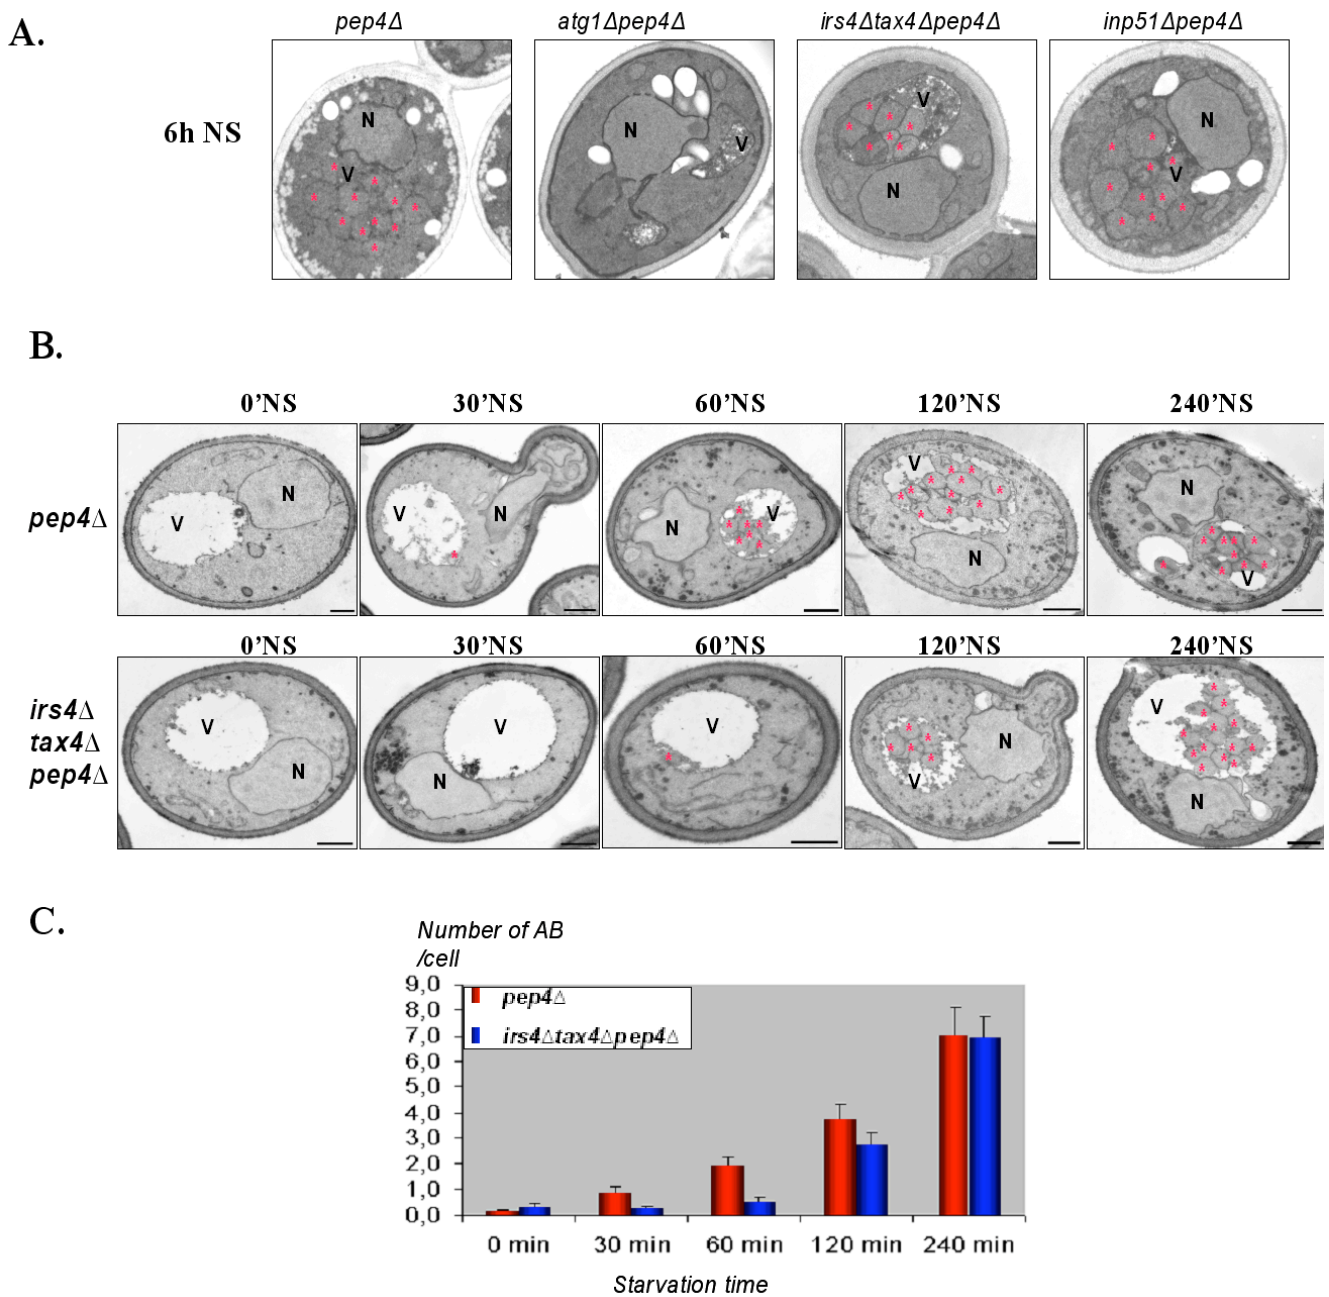 A.
pep4Δ atg1Δpep4Δ irs4Δtax4Δpep4Δ inp51Δpep4Δ
6h NS
N V * * * * * * * * * *
N V
V N * * * * * * *
N V * * * * * * * * *
B.
0'NS 30'NS 60'NS 120'NS 240'NS
pep4Δ
V N
V N *
N V * * * * * * *
V N * * * * * * * * * * *
N V * * * * * * * * * *
0'NS 30'NS 60'NS 120'NS 240'NS
irs4Δ
tax4Δ
pep4Δ
V N
V N
V *
N V * * * * * * *
V N * * * * * * * * * * * *
C.
Number of AB
/cell
9,0
8,0
7,0
6,0
5,0
4,0
3,0
2,0
1,0
0,0
pep4Δ
irs4Δtax4Δpep4Δ
0 min 30 min 60 min 120 min 240 min
Starvation time